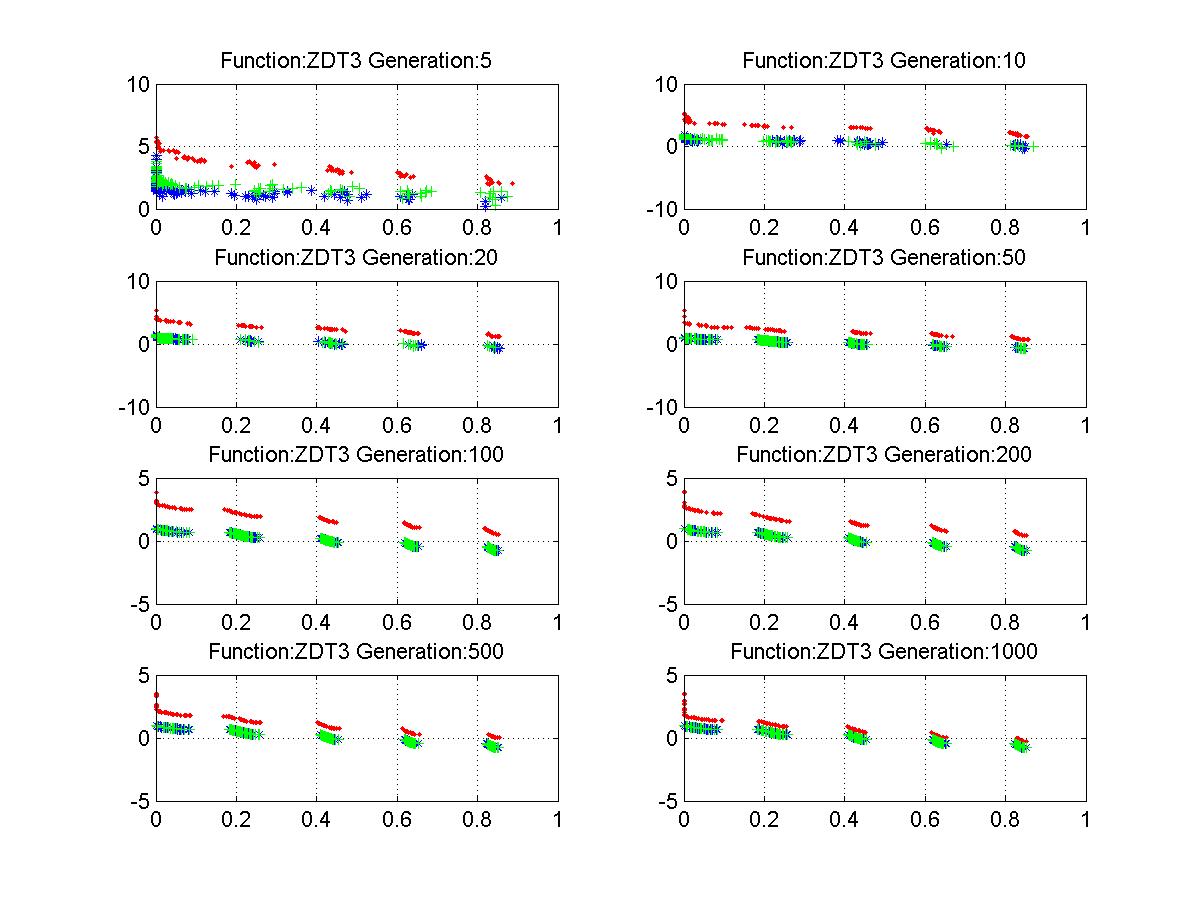 Function:ZDT3 Generation:5
10
5
0
0 0.2 0.4 0.6 0.8 1
Function:ZDT3 Generation:10
10
0
-10
0 0.2 0.4 0.6 0.8 1
Function:ZDT3 Generation:20
10
0
-10
0 0.2 0.4 0.6 0.8 1
Function:ZDT3 Generation:50
10
0
-10
0 0.2 0.4 0.6 0.8 1
Function:ZDT3 Generation:100
5
0
-5
0 0.2 0.4 0.6 0.8 1
Function:ZDT3 Generation:200
5
0
-5
0 0.2 0.4 0.6 0.8 1
Function:ZDT3 Generation:500
5
0
-5
0 0.2 0.4 0.6 0.8 1
Function:ZDT3 Generation:1000
5
0
-5
0 0.2 0.4 0.6 0.8 1